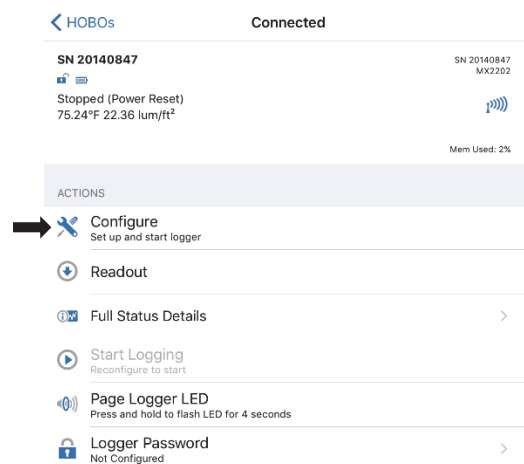 HOBOs
Connected
SN 20140847
SN 20140847
MX2202
Stopped (Power Reset)
75.24°F 22.36 lum/ft²
Mem Used: 2%
ACTIONS
Configure
Set up and start logger
Readout
Full Status Details
Start Logging
Reconfigure to start
Page Logger LED
Press and hold to flash LED for 4 seconds
Logger Password
Not Configured